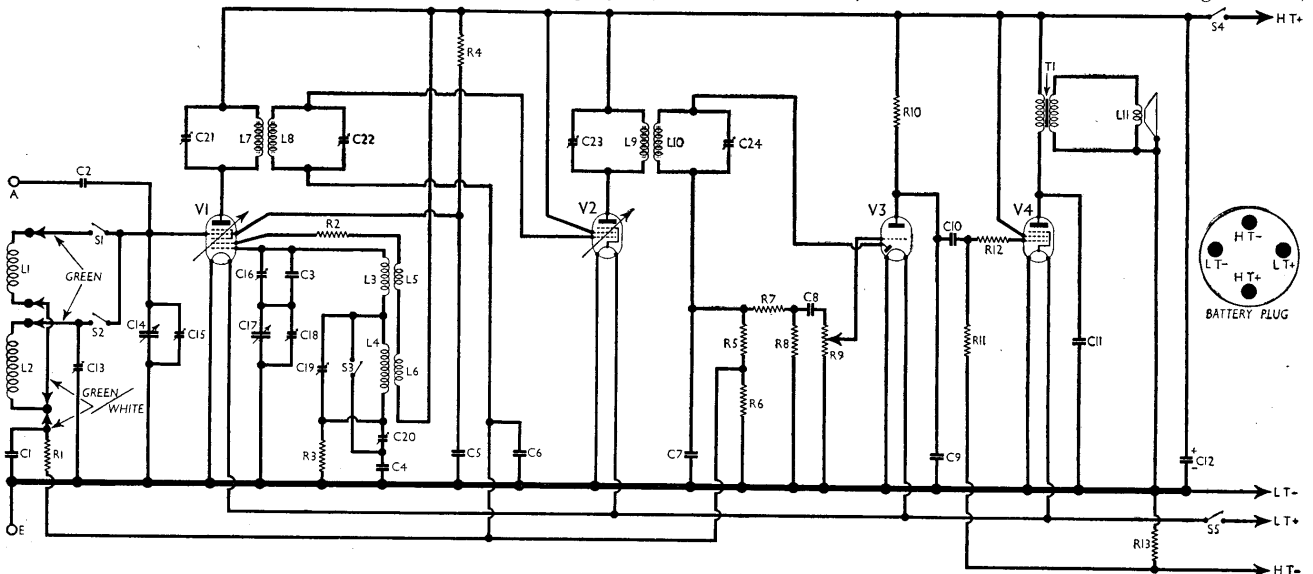 S4
HT+
R4
T1
L11
C21
L7
L8
C22
C23
L9
L10
C24
R10
C2
A
V1
V2
V3
V4
R2
S1
C10
R12
HT-
LT-
LT+
HT+
BATTERY PLUG
L1
GREEN
C16
C3
L3
L5
S2
C14
C15
C17
C18
R7
C8
R5
R8
R9
R11
C11
L2
C13
C19
S3
L4
L6
GREEN/WHITE
R6
C1
R1
R3
C20
C4
C5
C6
C7
C9
+
-
C12
LT-
E
LT+
S5
R13
HT-